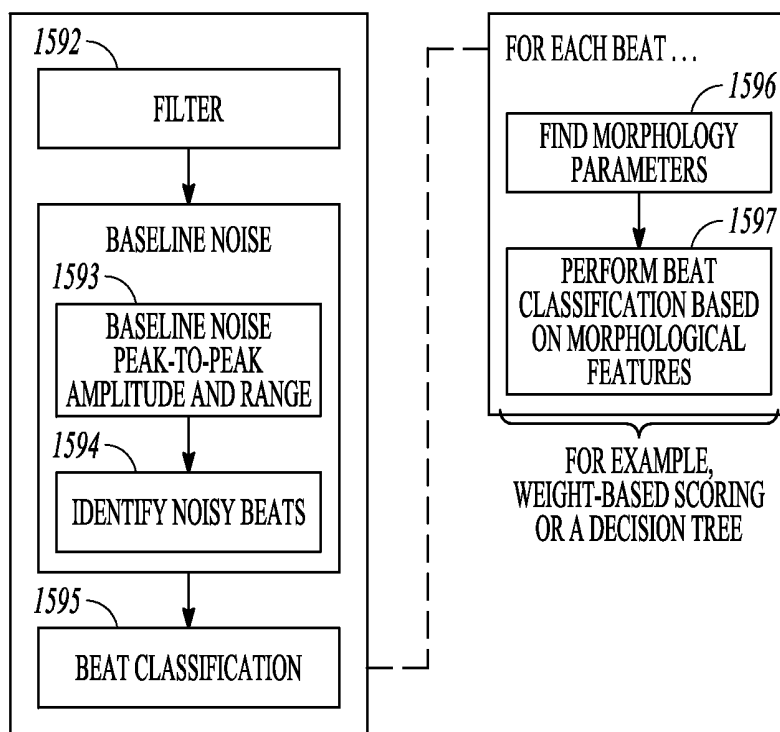 1592
FILTER
BASELINE NOISE
1593
BASELINE NOISE
PEAK-TO-PEAK
AMPLITUDE AND RANGE
1594
IDENTIFY NOISY BEATS
1595
BEAT CLASSIFICATION
FOR EACH BEAT . . .
1596
FIND MORPHOLOGY
PARAMETERS
1597
PERFORM BEAT
CLASSIFICATION BASED
ON MORPHOLOGICAL
FEATURES
FOR EXAMPLE,
WEIGHT-BASED SCORING
OR A DECISION TREE